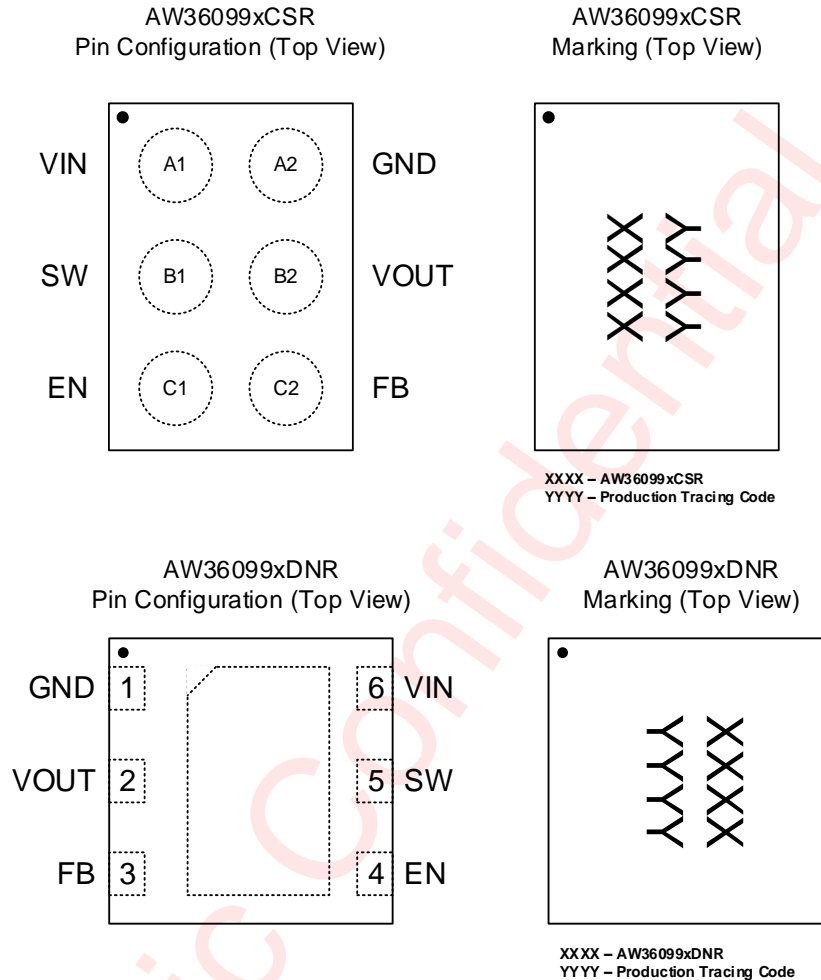 AW36099xCSR
Pin Configuration (Top View)
AW36099xCSR
Marking (Top View)
VIN A1 A2 GND
SW B1 B2 VOUT
EN C1 C2 FB
XXXX
YYYY
XXXX – AW36099xCSR
YYYY – Production Tracing Code
AW36099xDNR
Pin Configuration (Top View)
AW36099xDNR
Marking (Top View)
GND 1 6 VIN
VOUT 2 5 SW
FB 3 4 EN
XXXX
YYYY
XXXX – AW36099xDNR
YYYY – Production Tracing Code
ic Confidential